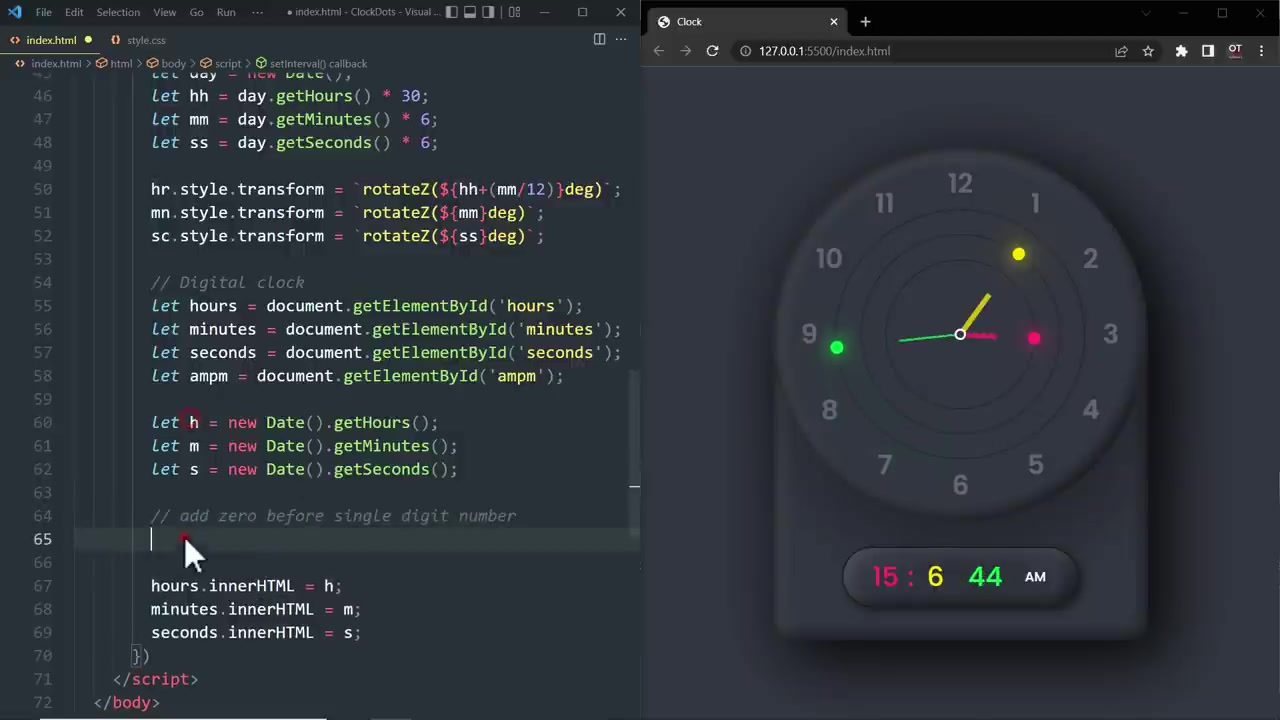 File Edit Selection View Go Run ··· ● index.html - ClockDots - Visual ...
index.html ● style.css ···
index.html > html > body > script > setInterval() callback
45 let day = new Date();
46 let hh = day.getHours() * 30;
47 let mm = day.getMinutes() * 6;
48 let ss = day.getSeconds() * 6;
49
50 hr.style.transform = `rotateZ(${hh+(mm/12)}deg)`;
51 mn.style.transform = `rotateZ(${mm}deg)`;
52 sc.style.transform = `rotateZ(${ss}deg)`;
53
54 // Digital clock
55 let hours = document.getElementById('hours');
56 let minutes = document.getElementById('minutes');
57 let seconds = document.getElementById('seconds');
58 let ampm = document.getElementById('ampm');
59
60 let h = new Date().getHours();
61 let m = new Date().getMinutes();
62 let s = new Date().getSeconds();
63
64 // add zero before single digit number
65
66
67 hours.innerHTML = h;
68 minutes.innerHTML = m;
69 seconds.innerHTML = s;
70 })
71 </script>
72 </body>
Clock
127.0.0.1:5500/index.html
OT
12
11 1
10 2
9 3
8 4
7 5
6
15 : 6 44 AM